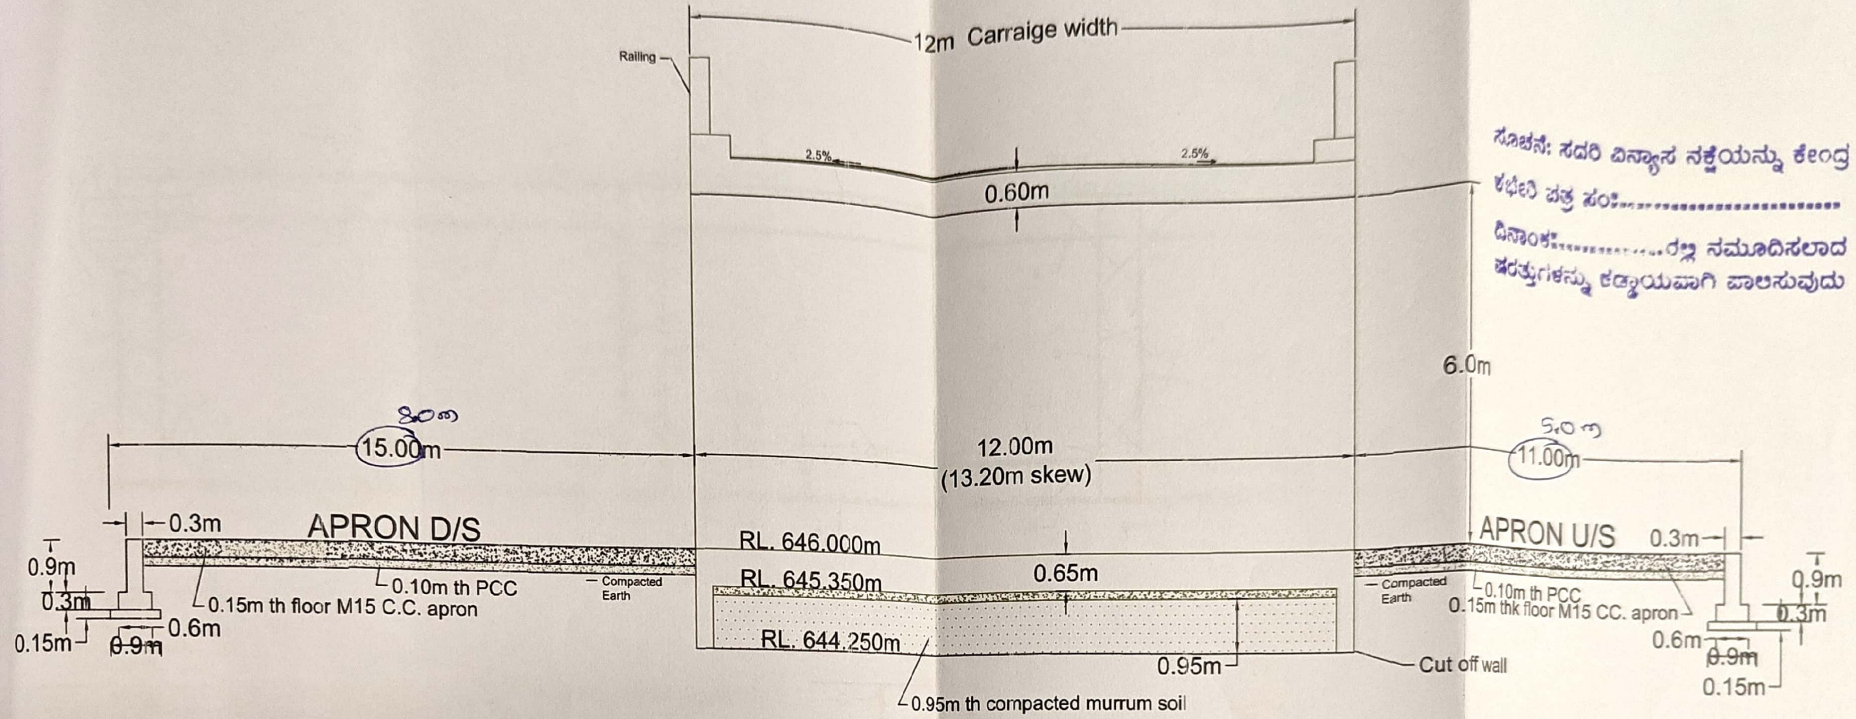 12m Carraige width
Railing
2.5%
2.5%
0.60m
ಸೂಚನೆ: ಸದರಿ ವಿನ್ಯಾಸ ನಕ್ಷೆಯನ್ನು ಕೇಂದ್ರ
ಕಛೇರಿ ಪತ್ರ ಸಂ:........................................
ದಿನಾಂಕ:..................ರಲ್ಲಿ ನಮೂದಿಸಲಾದ
ಷರತ್ತುಗಳನ್ನು ಕಡ್ಡಾಯವಾಗಿ ಪಾಲಿಸುವುದು
6.0m
8.0m
15.00m
12.00m
(13.20m skew)
5.0m
11.00m
0.3m
APRON D/S
RL. 646.000m
APRON U/S
0.3m
0.9m
0.10m th PCC
Compacted
Earth
RL. 645.350m
0.65m
Compacted
Earth
0.10m th PCC
0.9m
0.3m
0.15m th floor M15 C.C. apron
0.15m thk floor M15 CC. apron
0.3m
0.6m
0.15m
0.9m
RL. 644.250m
0.95m
Cut off wall
0.6m
0.9m
0.15m
0.95m th compacted murrum soil